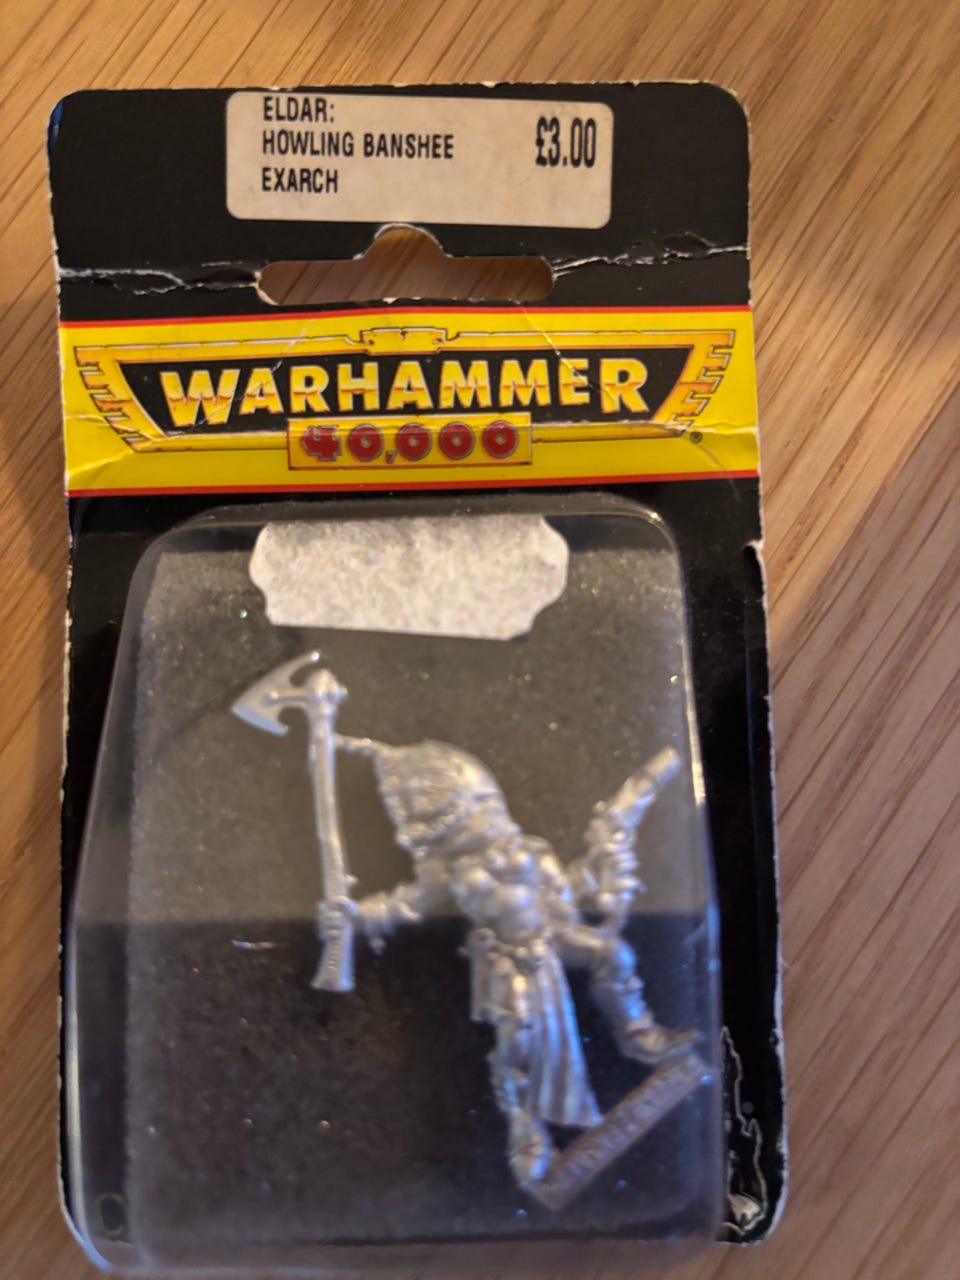 ELDAR:
HOWLING BANSHEE £3.00
EXARCH
WARHAMMER
40,000
®